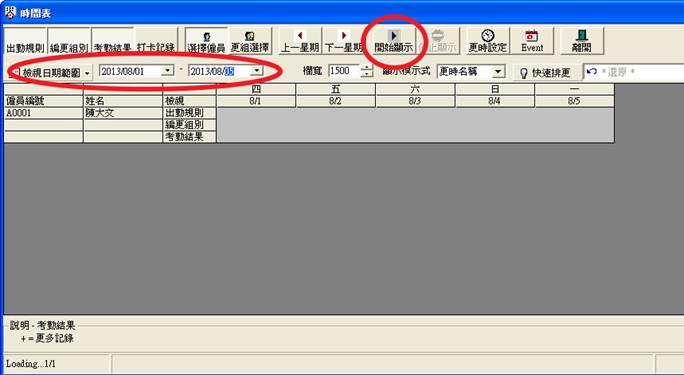 時間表
出動規則 編更組別 考勤結果 打卡記錄 選擇僱員 更組選擇 上一星期 下一星期 開始顯示 停止顯示 更時設定 Event 離開
檢視日期範圍 2013/08/01 - 2013/08/05 欄寬 1500 顯示模示式 更時名稱 快速排更 *還原*
四 五 六 日 一
僱員編號 姓名 檢視 8/1 8/2 8/3 8/4 8/5
A0001 陳大文 出勤規則
編更組別
考勤結果
說明 - 考勤結果
+ = 更多記錄
Loading...1/1